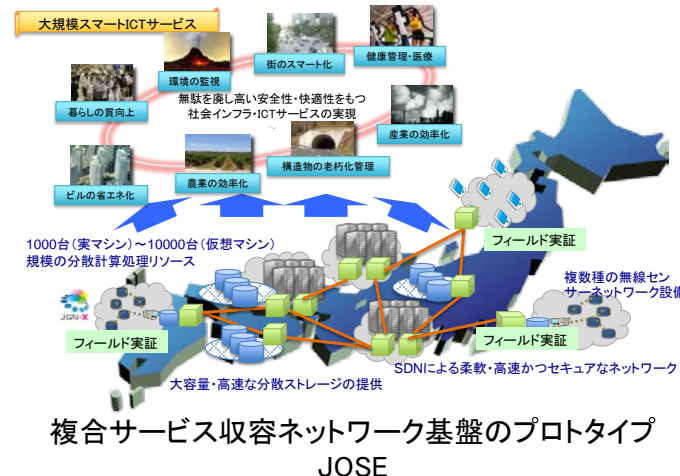 大規模スマートICTサービス
環境の監視
街のスマート化
健康管理・医療
暮らしの質向上
無駄を廃し高い安全性・快適性をもつ
社会インフラ・ICTサービスの実現
～
産業の効率化
ビルの省エネ化
農業の効率化
構造物の老朽化管理
1000台(実マシン)～10000台(仮想マシン)
規模の分散計算処理リソース
フィールド実証
複数種の無線セン
サーネットワーク設備
JGN-X
フィールド実証
フィールド実証
SDNによる柔軟・高速かつセキュアなネットワーク
大容量・高速な分散ストレージの提供
複合サービス収容ネットワーク基盤のプロトタイプ
JOSE